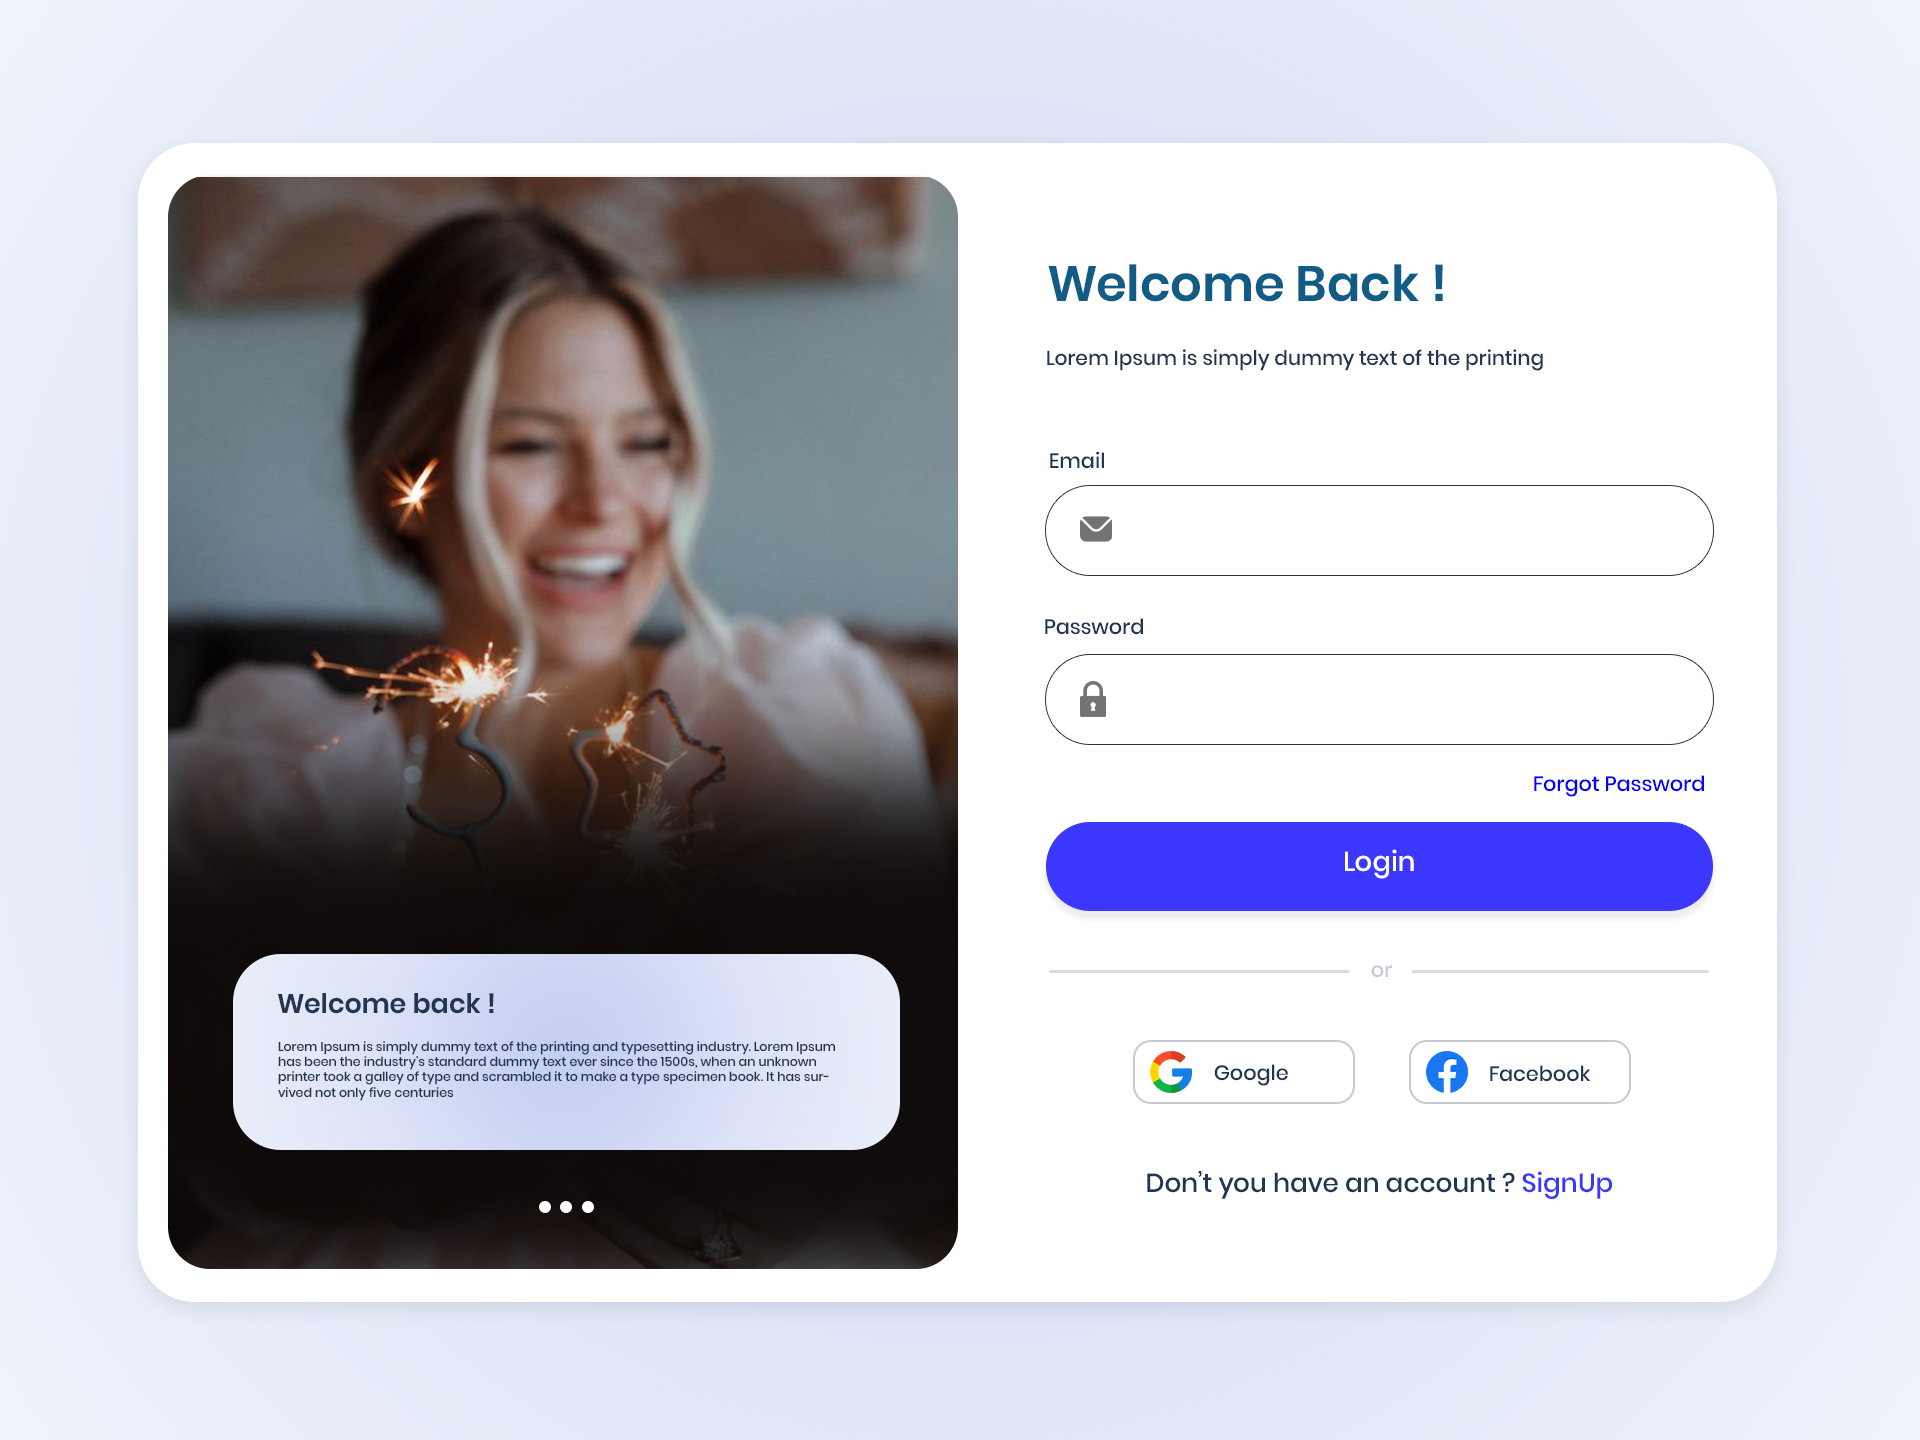 Welcome back !
Lorem Ipsum is simply dummy text of the printing and typesetting industry. Lorem Ipsum
has been the industry's standard dummy text ever since the 1500s, when an unknown
printer took a galley of type and scrambled it to make a type specimen book. It has sur-
vived not only five centuries
Welcome Back !
Lorem Ipsum is simply dummy text of the printing
Email
Password
Forgot Password
Login
or
Google
Facebook
Don't you have an account ? SignUp